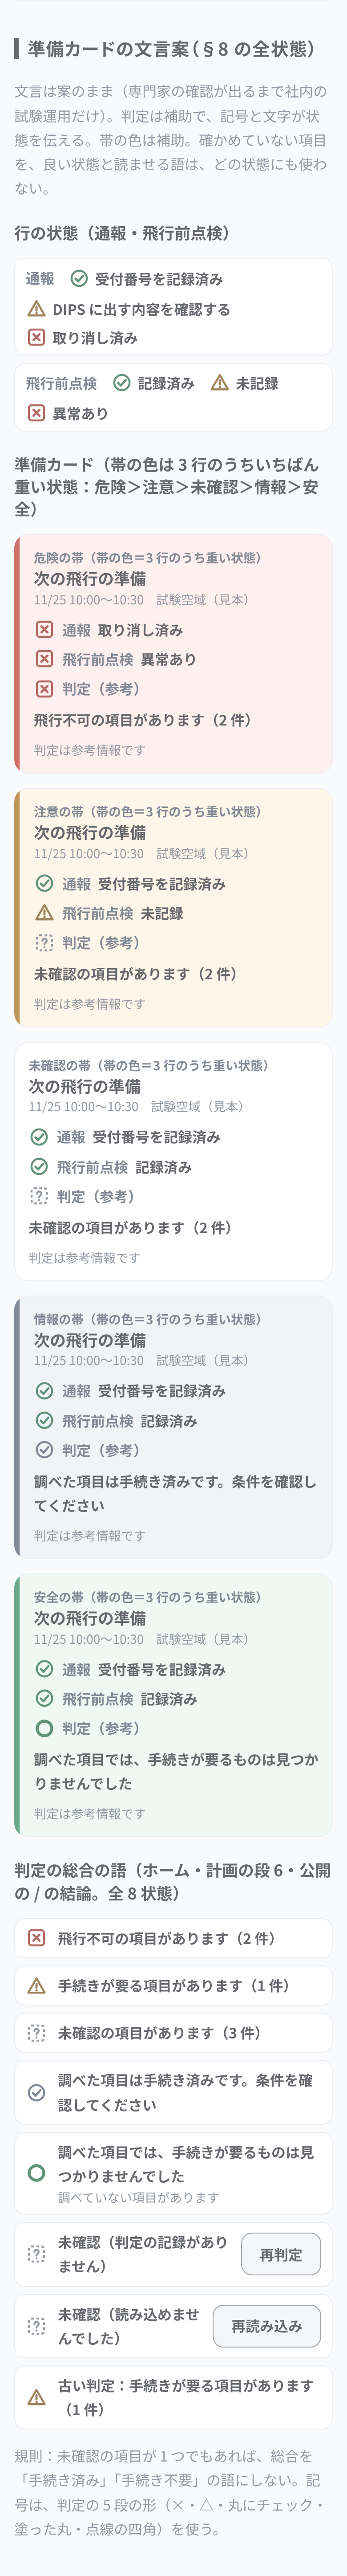 準備カードの文言案（§8 の全状態）
文言は案のまま（専門家の確認が出るまで社内の
試験運用だけ）。判定は補助で、記号と文字が状
態を伝える。帯の色は補助。確かめていない項目
を、良い状態と読ませる語は、どの状態にも使わ
ない。
行の状態（通報・飛行前点検）
通報 受付番号を記録済み
DIPS に出す内容を確認する
取り消し済み
飛行前点検 記録済み 未記録
異常あり
準備カード（帯の色は 3 行のうちいちばん
重い状態：危険＞注意＞未確認＞情報＞安
全）
危険の帯（帯の色＝3 行のうち重い状態）
次の飛行の準備
11/25 10:00〜10:30 試験空域（見本）
通報 取り消し済み
飛行前点検 異常あり
判定（参考）
飛行不可の項目があります（2 件）
判定は参考情報です
注意の帯（帯の色＝3 行のうち重い状態）
次の飛行の準備
11/25 10:00〜10:30 試験空域（見本）
通報 受付番号を記録済み
飛行前点検 未記録
判定（参考）
未確認の項目があります（2 件）
判定は参考情報です
未確認の帯（帯の色＝3 行のうち重い状態）
次の飛行の準備
11/25 10:00〜10:30 試験空域（見本）
通報 受付番号を記録済み
飛行前点検 記録済み
判定（参考）
未確認の項目があります（2 件）
判定は参考情報です
情報の帯（帯の色＝3 行のうち重い状態）
次の飛行の準備
11/25 10:00〜10:30 試験空域（見本）
通報 受付番号を記録済み
飛行前点検 記録済み
判定（参考）
調べた項目は手続き済みです。条件を確認し
てください
判定は参考情報です
安全の帯（帯の色＝3 行のうち重い状態）
次の飛行の準備
11/25 10:00〜10:30 試験空域（見本）
通報 受付番号を記録済み
飛行前点検 記録済み
判定（参考）
調べた項目では、手続きが要るものは見つか
りませんでした
判定は参考情報です
判定の総合の語（ホーム・計画の段 6・公開
の / の結論。全 8 状態）
飛行不可の項目があります（2 件）
手続きが要る項目があります（1 件）
未確認の項目があります（3 件）
調べた項目は手続き済みです。条件を確
認してください
調べた項目では、手続きが要るものは見
つかりませんでした
調べていない項目があります
未確認（判定の記録があり
ません）
再判定
未確認（読み込めませ
んでした）
再読み込み
古い判定：手続きが要る項目があります
（1 件）
規則：未確認の項目が 1 つでもあれば、総合を
「手続き済み」「手続き不要」の語にしない。記
号は、判定の 5 段の形（×・△・丸にチェック・
塗った丸・点線の四角）を使う。